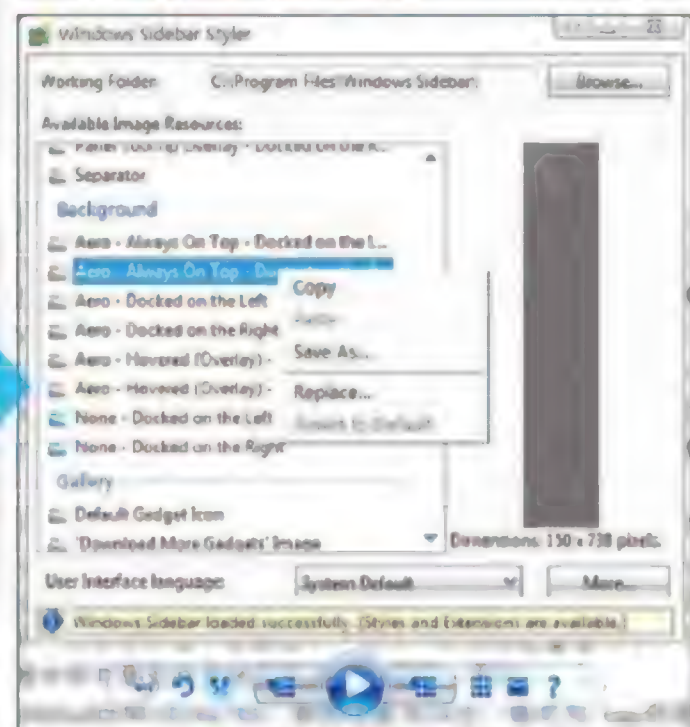 Windows Sidebar Styler
Working Folder: C:\Program Files\Windows Sidebar\
Browse...
Available Image Resources:
Separator
Background
Aero - Always On Top - Docked on the L...
Aero - Always On Top -
Aero - Docked on the Left
Aero - Docked on the Right
Aero - Hovered (Overlay) -
Aero - Hovered (Overlay) -
None - Docked on the Left
None - Docked on the Right
Copy
Save As...
Replace...
Revert to Default
Gallery
Default Gadget Icon
'Download More Gadgets' Image
Dimensions: 150 x 738 pixels.
User Interface language:
System Default
More...
Windows Sidebar loaded successfully. (Styles and Extensions are available.)
?